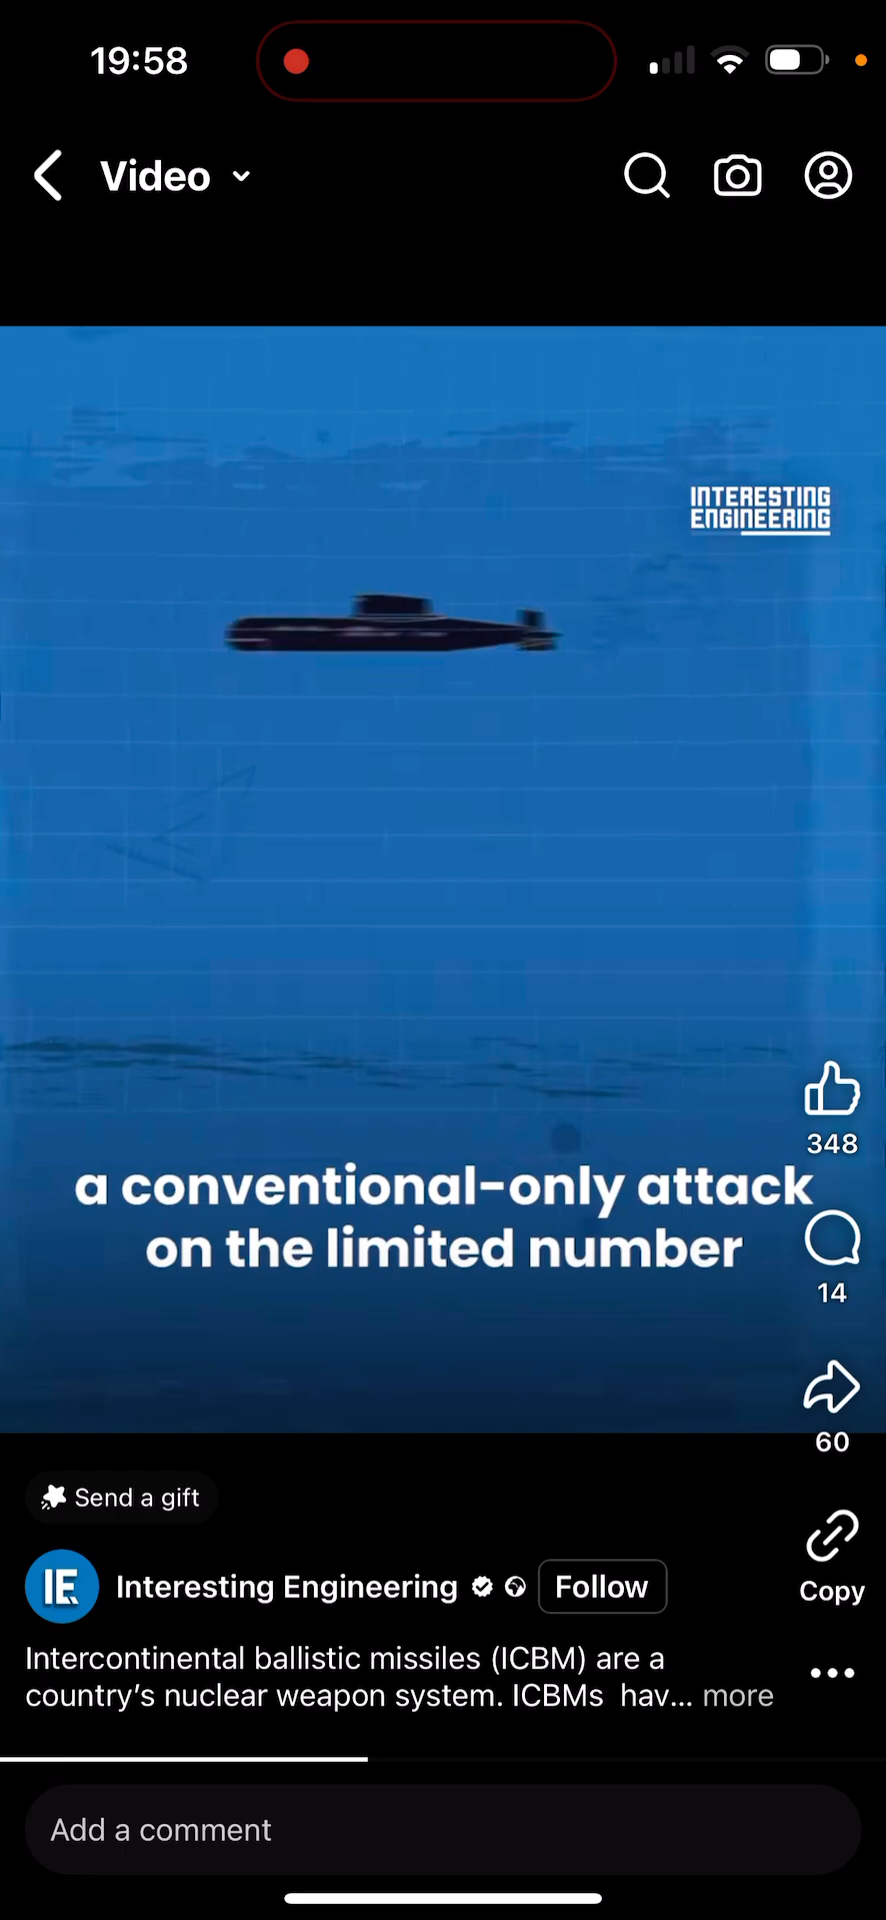 19:58
Video
INTERESTING
ENGINEERING
a conventional-only attack
on the limited number
348
14
60
Send a gift
Copy
IE
Interesting Engineering
Follow
Intercontinental ballistic missiles (ICBM) are a
country's nuclear weapon system. ICBMs  hav... more
Add a comment